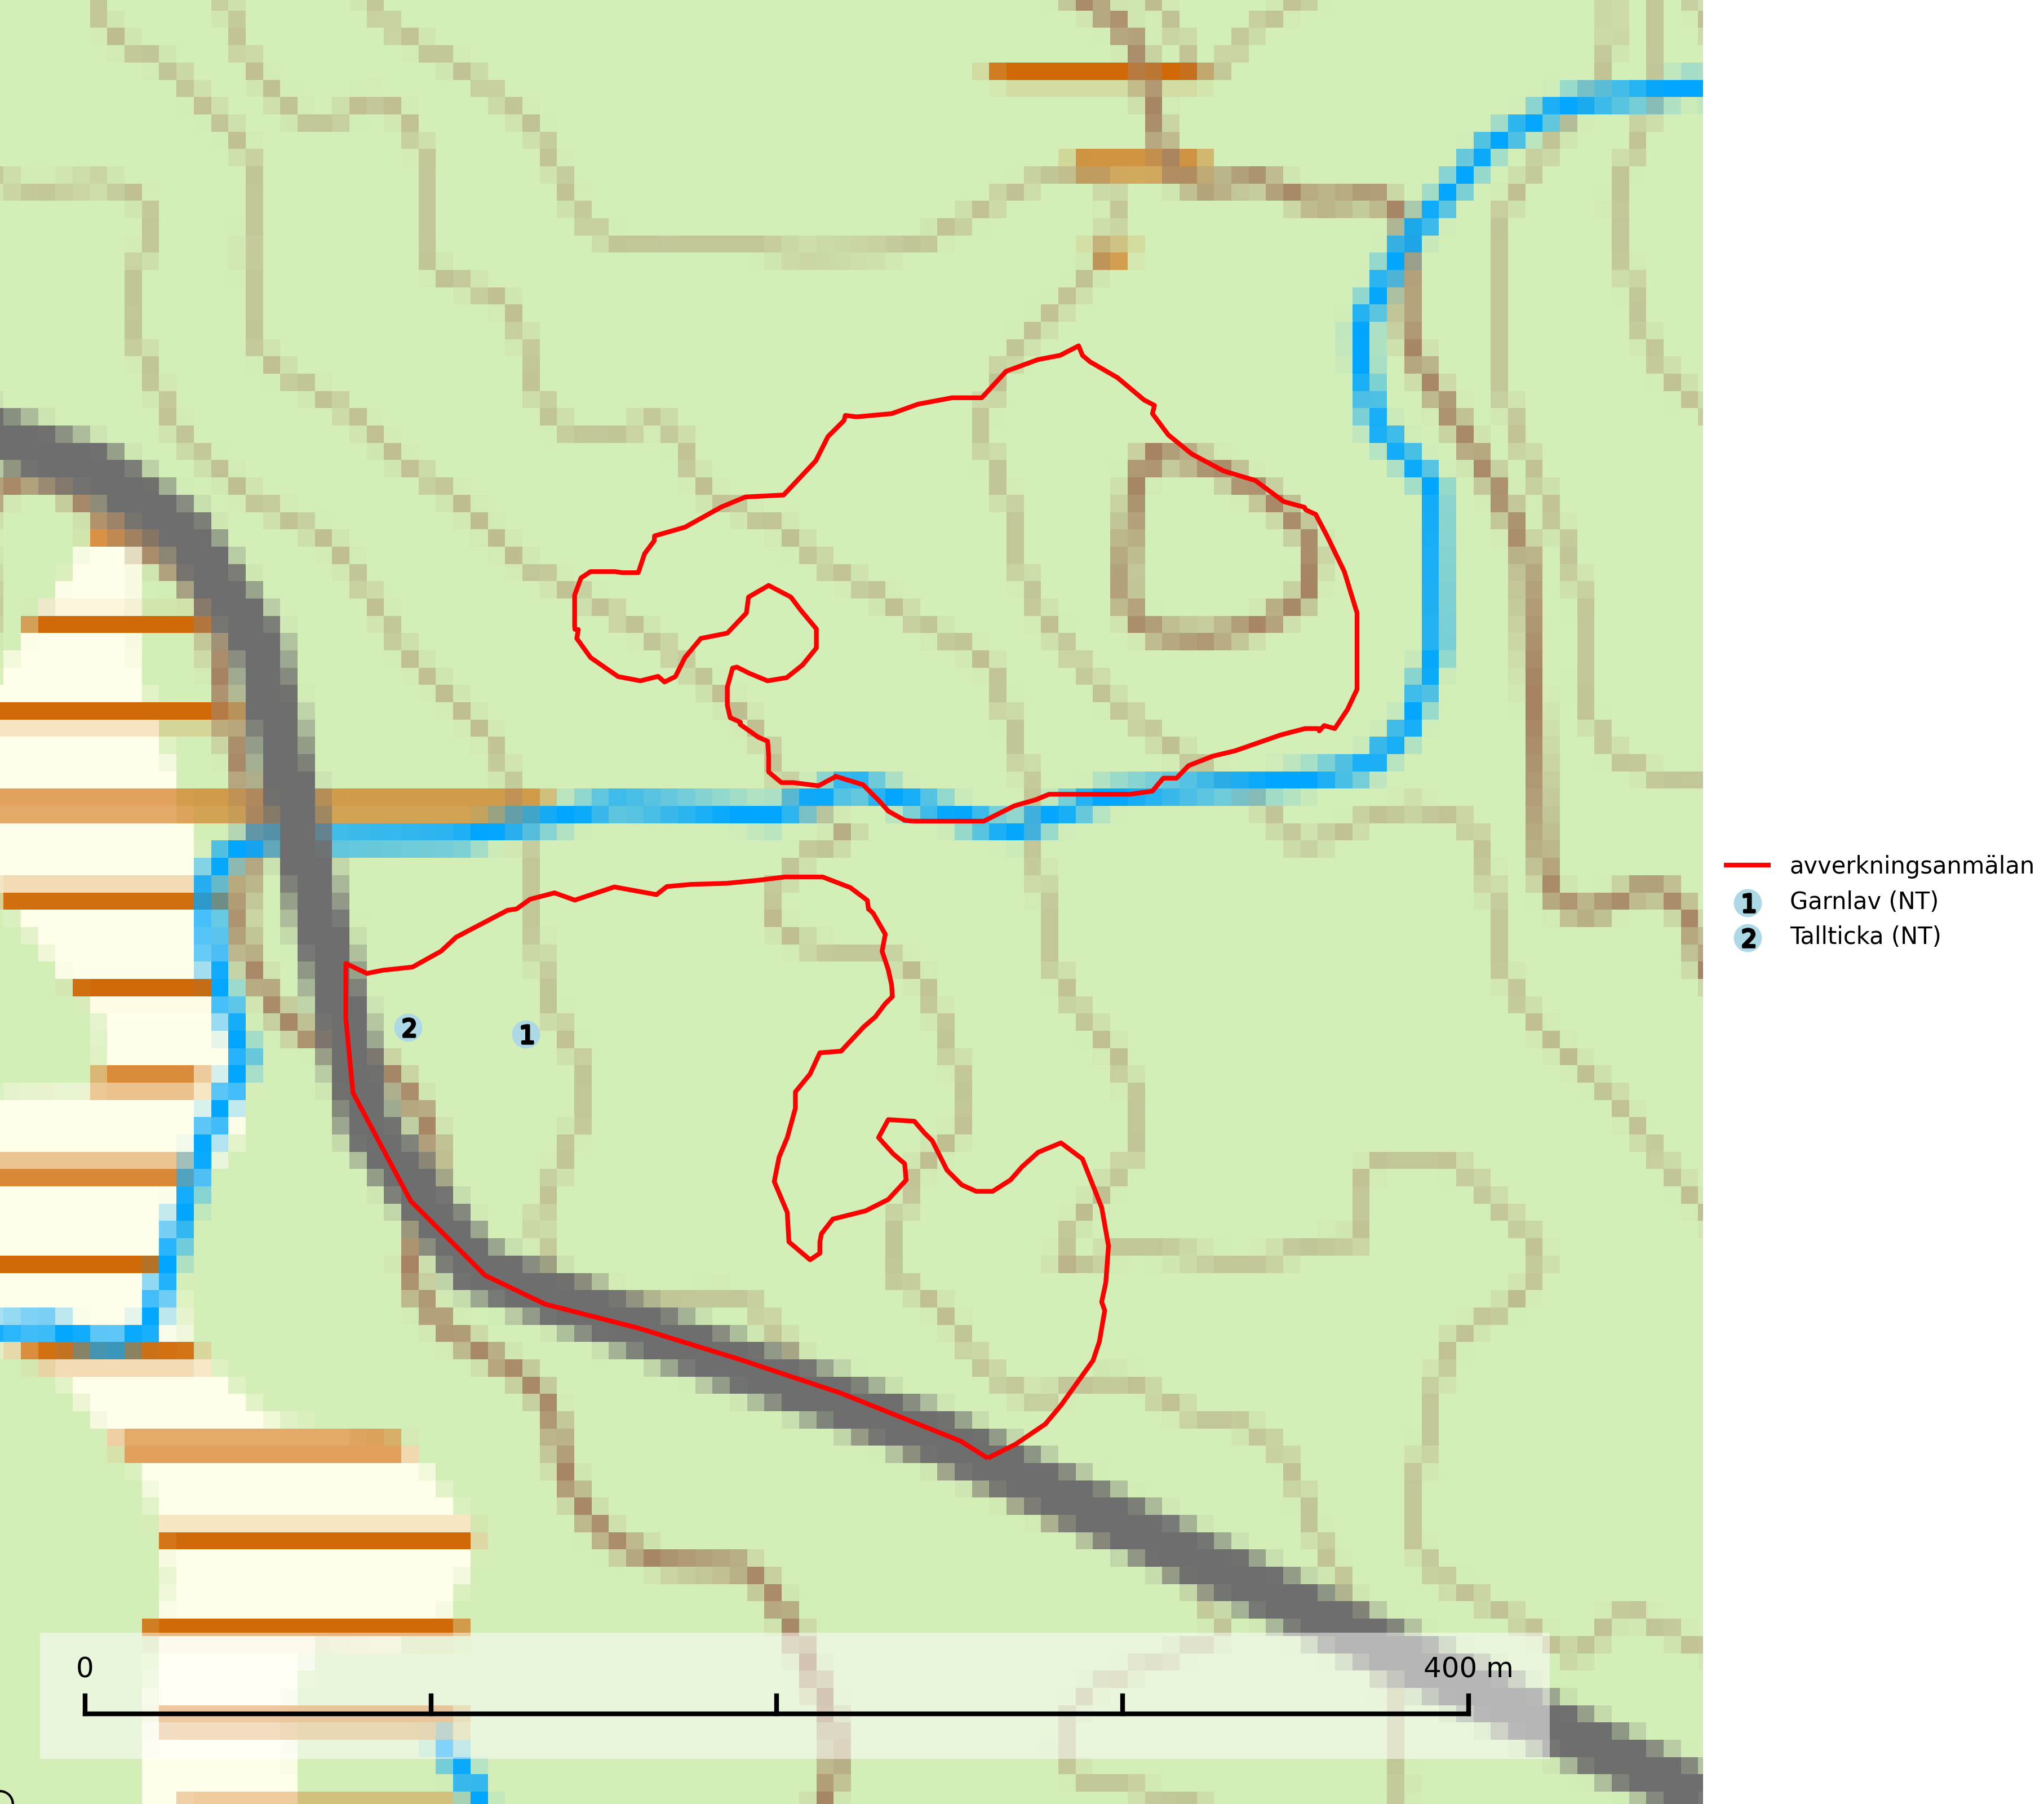 avverkningsanmälan
1 Garnlav (NT)
2 Tallticka (NT)
2 1
0 400 m